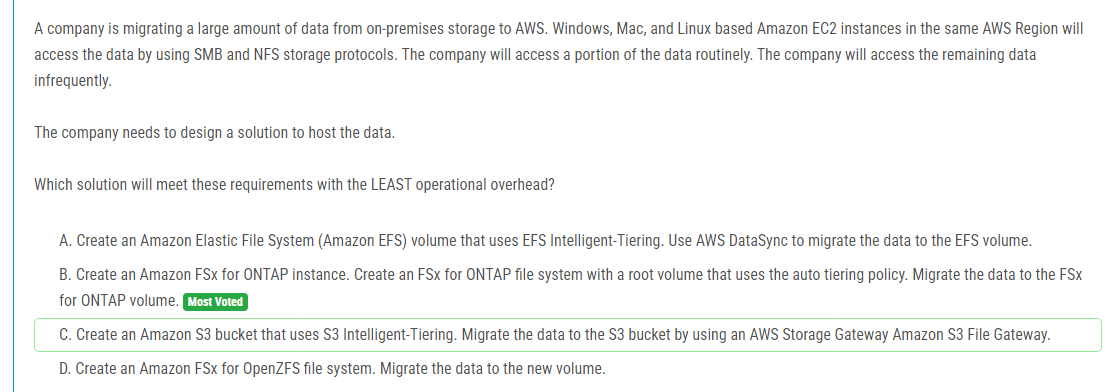 A company is migrating a large amount of data from on-premises storage to AWS. Windows, Mac, and Linux based Amazon EC2 instances in the same AWS Region will
access the data by using SMB and NFS storage protocols. The company will access a portion of the data routinely. The company will access the remaining data
infrequently.
The company needs to design a solution to host the data.
Which solution will meet these requirements with the LEAST operational overhead?
A. Create an Amazon Elastic File System (Amazon EFS) volume that uses EFS Intelligent-Tiering. Use AWS DataSync to migrate the data to the EFS volume.
B. Create an Amazon FSx for ONTAP instance. Create an FSx for ONTAP file system with a root volume that uses the auto tiering policy. Migrate the data to the FSx
for ONTAP volume. Most Voted
C. Create an Amazon S3 bucket that uses S3 Intelligent-Tiering. Migrate the data to the S3 bucket by using an AWS Storage Gateway Amazon S3 File Gateway.
D. Create an Amazon FSx for OpenZFS file system. Migrate the data to the new volume.